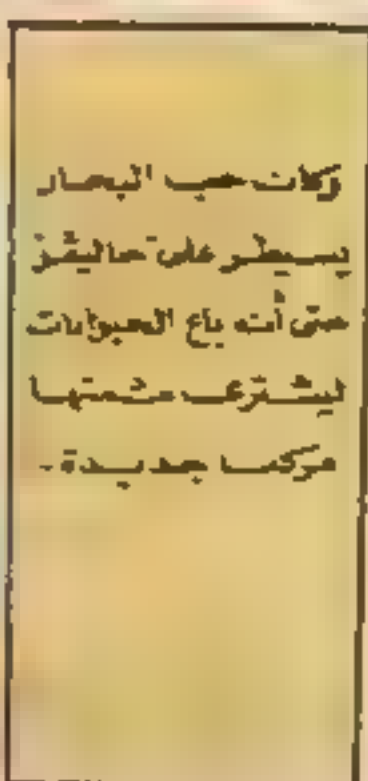 وكان حب البحار
يسيطر على
حتى أنه باع الحيوانات
ليشترى بثمنها
مركبا جديدة .